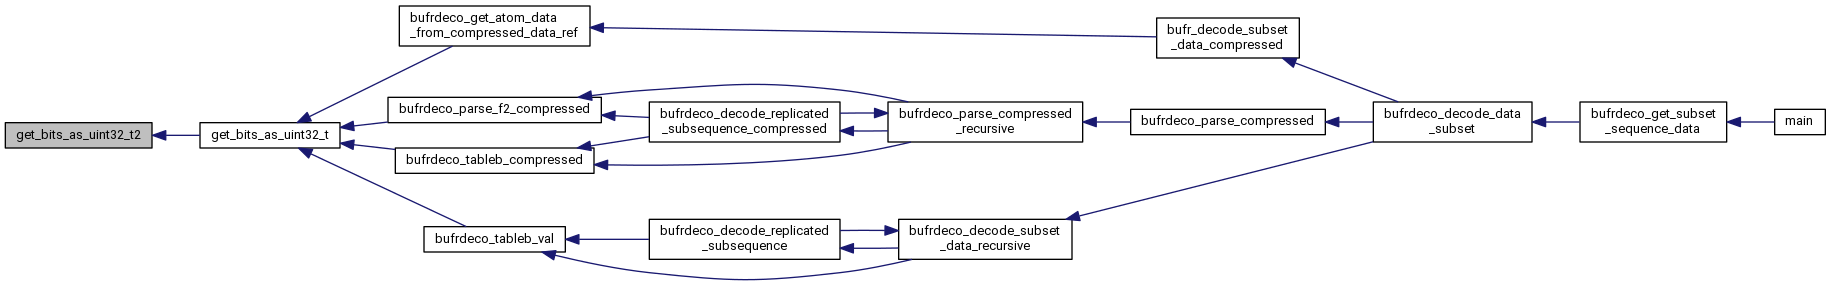 get_bits_as_uint32_t2
get_bits_as_uint32_t
bufrdeco_get_atom_data
_from_compressed_data_ref
bufrdeco_parse_f2_compressed
bufrdeco_tableb_compressed
bufrdeco_tableb_val
bufrdeco_decode_replicated
_subsequence_compressed
bufrdeco_decode_replicated
_subsequence
bufrdeco_parse_compressed
_recursive
bufrdeco_decode_subset
_data_recursive
bufr_decode_subset
_data_compressed
bufrdeco_parse_compressed
bufrdeco_decode_data
_subset
bufrdeco_get_subset
_sequence_data
main